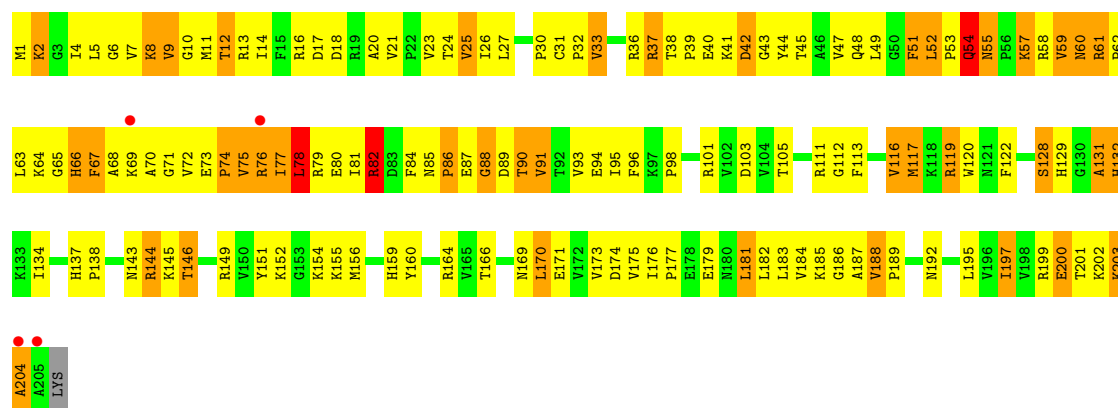 M1 K2 G3 I4 L5 G6 V7 K8 V9 G10 M11 T12 R13 I14 F15 R16 D17 D18 R19 A20 V21 P22 V23 T24 V25 I26 L27 P30 C31 P32 V33 R36 R37 T38 P39 E40 K41 D42 G43 Y44 T45 A46 V47 Q48 L49 G50 F51 L52 P53 Q54 N55 P56 K57 R58 V59 N60 R61 P62
L63 K64 G65 H66 F67 A68 K69 A70 G71 V72 E73 P74 V75 R76 I77 L78 R79 E80 I81 R82 D83 F84 N85 P86 E87 G88 D89 T90 V91 T92 V93 E94 I95 F96 K97 P98 R101 V102 D103 V104 T105 R111 G112 F113 V116 M117 K118 R119 W120 N121 F122 S128 H129 G130 A131 H132
K133 I134 H137 P138 N143 R144 K145 T146 R149 V150 Y151 K152 G153 K154 K155 M156 H159 Y160 R164 V165 T166 N169 L170 E171 V172 V173 D174 V175 I176 P177 E178 E179 N180 L181 L182 L183 V184 K185 G186 A187 V188 P189 N192 L195 V196 I197 V198 R199 E200 T201 K202 K203
A204 A205 LYS